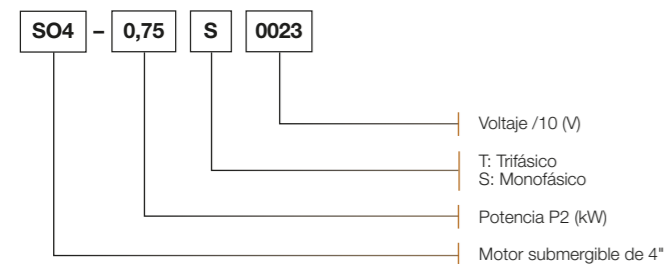 SO4 – 0,75 S 0023
Voltaje /10 (V)
T: Trifásico
S: Monofásico
Potencia P2 (kW)
Motor submergible de 4"